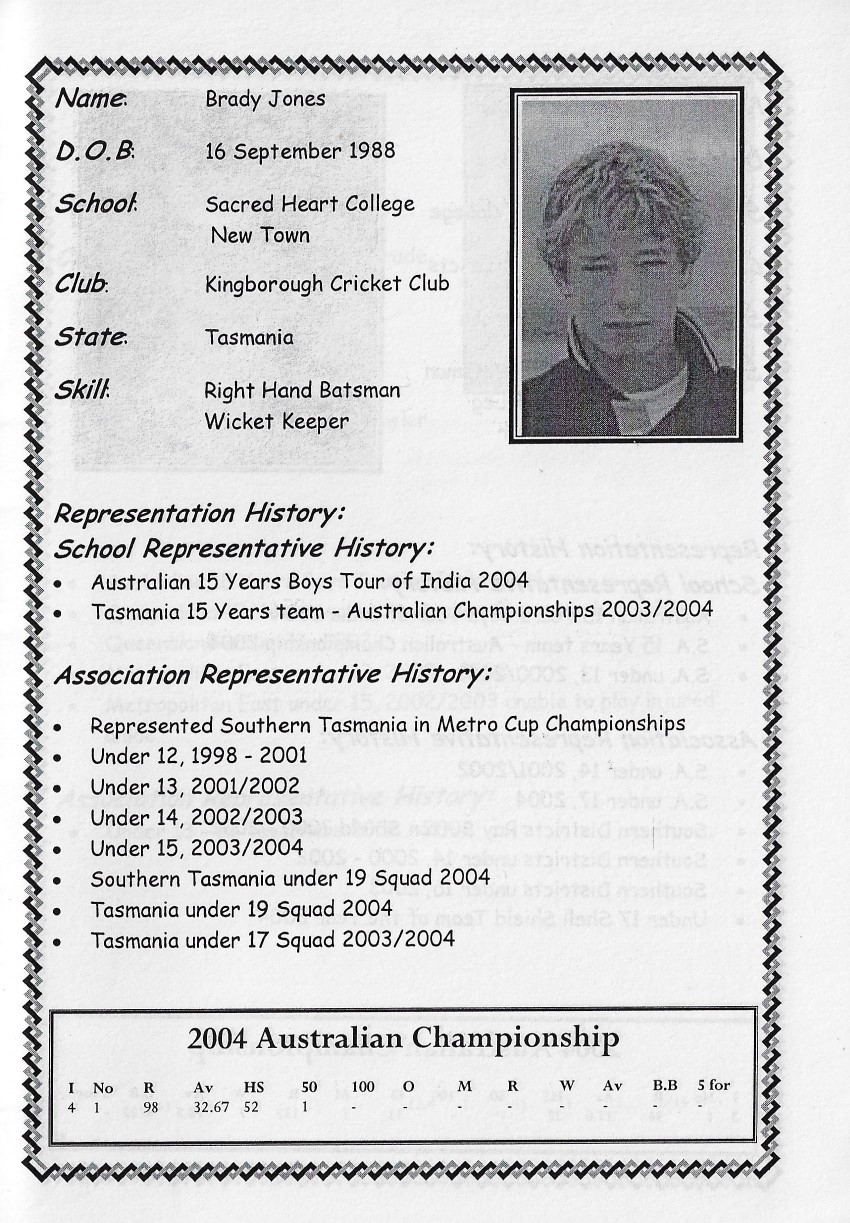 Name: Brady Jones
D.O.B: 16 September 1988
School: Sacred Heart College
New Town
Club: Kingborough Cricket Club
State: Tasmania
Skill: Right Hand Batsman
Wicket Keeper
Representation History:
School Representative History:
• Australian 15 Years Boys Tour of India 2004
• Tasmania 15 Years team - Australian Championships 2003/2004
Association Representative History:
• Represented Southern Tasmania in Metro Cup Championships
• Under 12, 1998 - 2001
• Under 13, 2001/2002
• Under 14, 2002/2003
• Under 15, 2003/2004
• Southern Tasmania under 19 Squad 2004
• Tasmania under 19 Squad 2004
• Tasmania under 17 Squad 2003/2004
2004 Australian Championship
I No R Av HS 50 100 O M R W Av B.B 5 for
4 1 98 32.67 52 1 - - - - - - - -